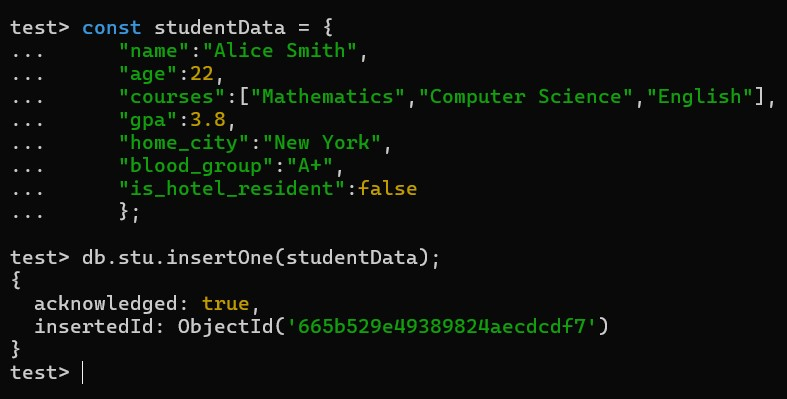 test> const studentData = {
...      "name":"Alice Smith",
...      "age":22,
...      "courses":["Mathematics","Computer Science","English"],
...      "gpa":3.8,
...      "home_city":"New York",
...      "blood_group":"A+",
...      "is_hotel_resident":false
...      };
test> db.stu.insertOne(studentData);
{
  acknowledged: true,
  insertedId: ObjectId('665b529e49389824aecdcdf7')
}
test>